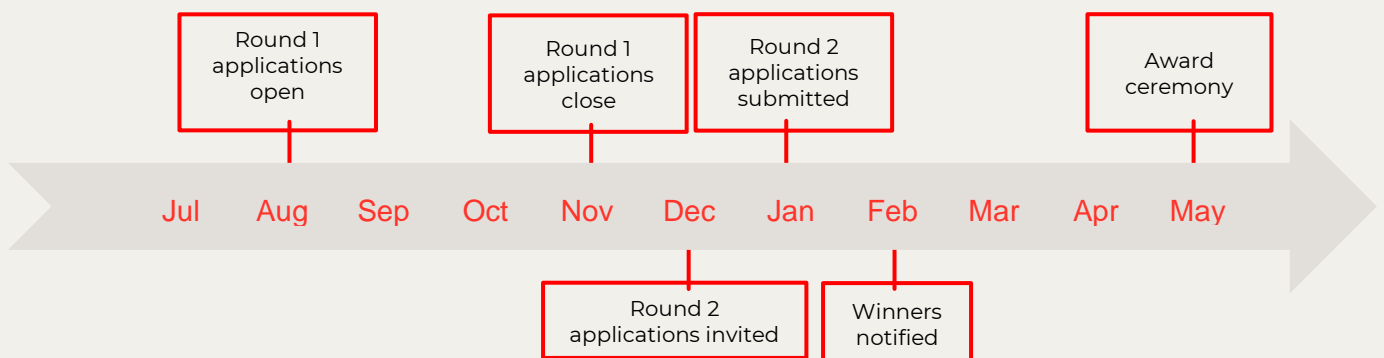 Round 1
applications
open
Round 1
applications
close
Round 2
applications
submitted
Award
ceremony
Jul Aug Sep Oct Nov Dec Jan Feb Mar Apr May
Round 2
applications invited
Winners
notified